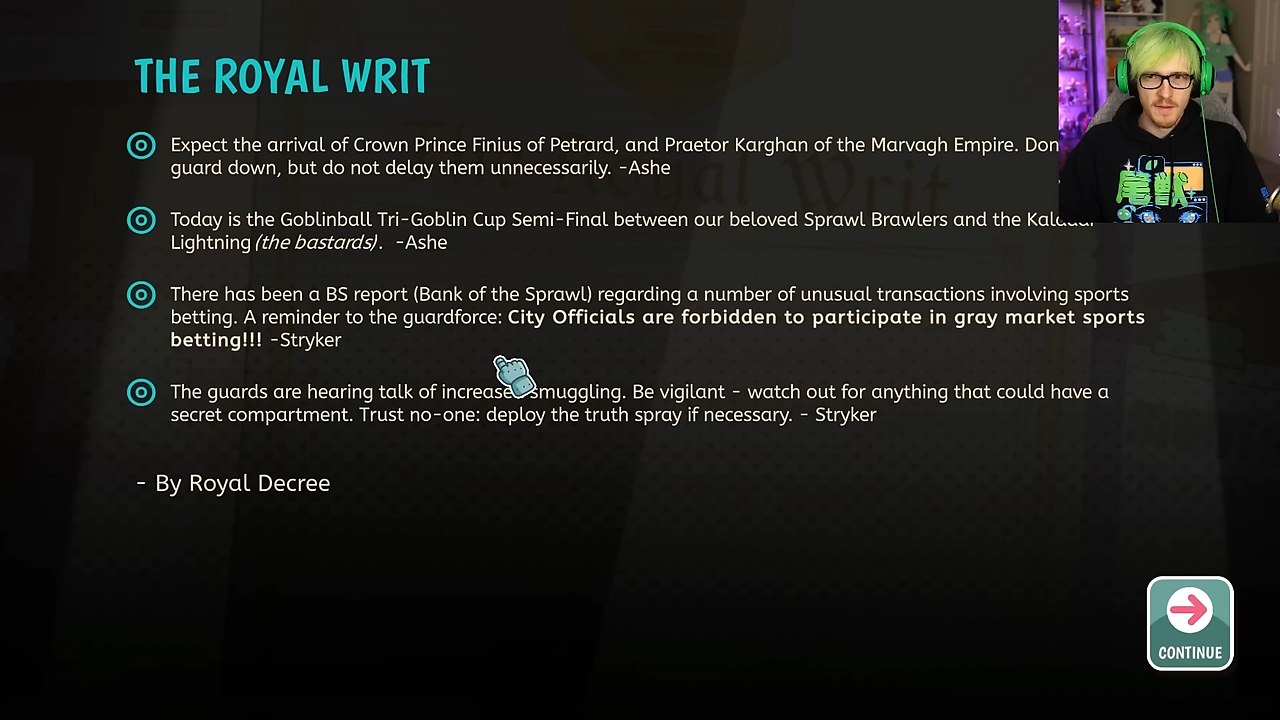 THE ROYAL WRIT
Expect the arrival of Crown Prince Finius of Petrard, and Praetor Karghan of the Marvagh Empire. Don
guard down, but do not delay them unnecessarily. -Ashe
Today is the Goblinball Tri-Goblin Cup Semi-Final between our beloved Sprawl Brawlers and the
Lightning (the bastards). -Ashe
There has been a BS report (Bank of the Sprawl) regarding a number of unusual transactions involving sports
betting. A reminder to the guardforce: City Officials are forbidden to participate in gray market sports
betting!!! -Stryker
The guards are hearing talk of increased smuggling. Be vigilant - watch out for anything that could have a
secret compartment. Trust no-one: deploy the truth spray if necessary. - Stryker
- By Royal Decree
尾獣
CONTINUE